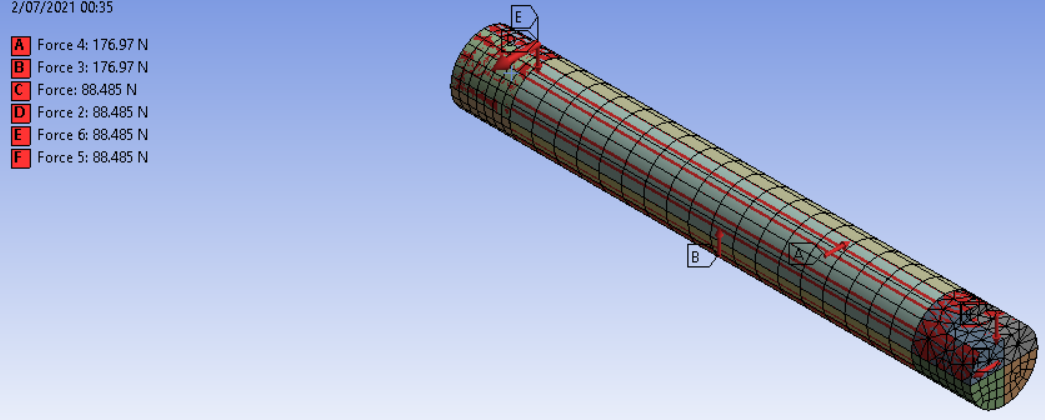 2/07/2021 00:35
A Force 4: 176.97 N
B Force 3: 176.97 N
C Force: 88.485 N
D Force 2: 88.485 N
E Force 6: 88.485 N
F Force 5: 88.485 N
E
B
A